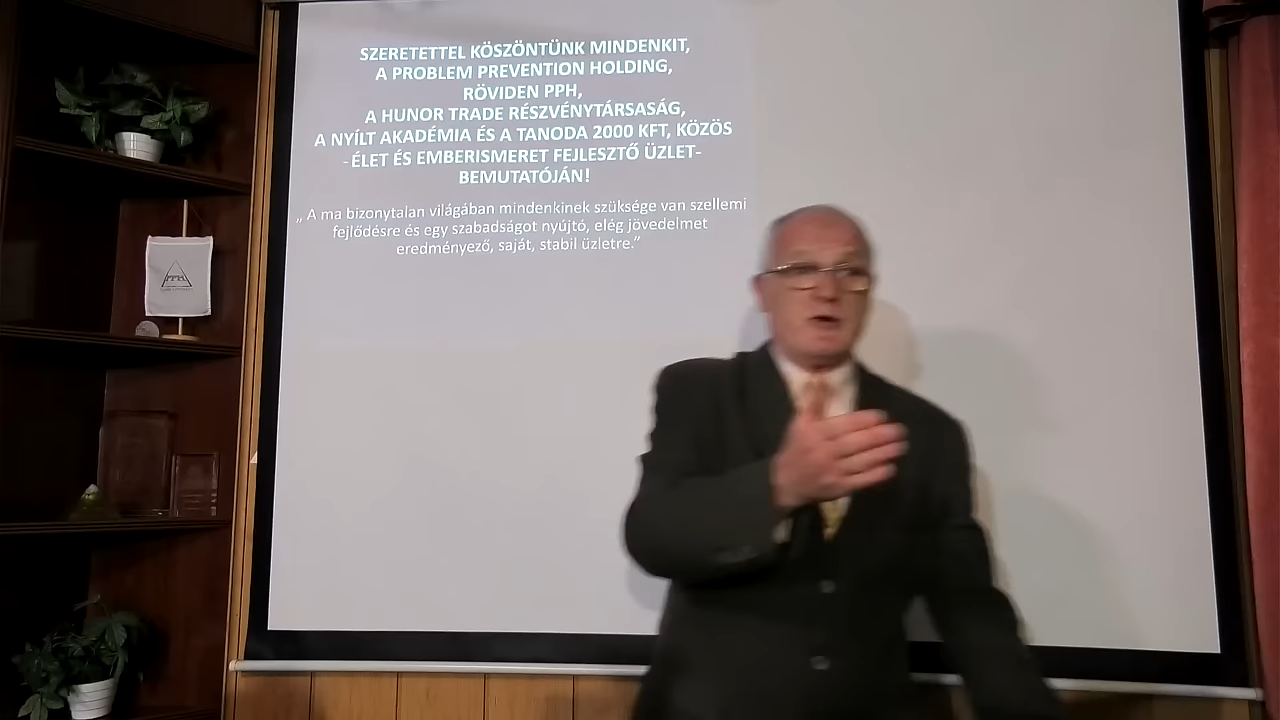 SZERETETTEL KÖSZÖNTÜNK MINDENKIT,
A PROBLEM PREVENTION HOLDING,
RÖVIDEN PPH,
A HUNOR TRADE RÉSZVÉNYTÁRSASÁG,
A NYÍLT AKADÉMIA ÉS A TANODA 2000 KFT, KÖZÖS
- ÉLET ÉS EMBERISMERET FEJLESZTŐ ÜZLET-
BEMUTATÓJÁN!
„ A ma bizonytalan világában mindenkinek szüksége van szellemi
fejlődésre és egy szabadságot nyújtó, elég jövedelmet
eredményező, saját, stabil üzletre.”
PPH